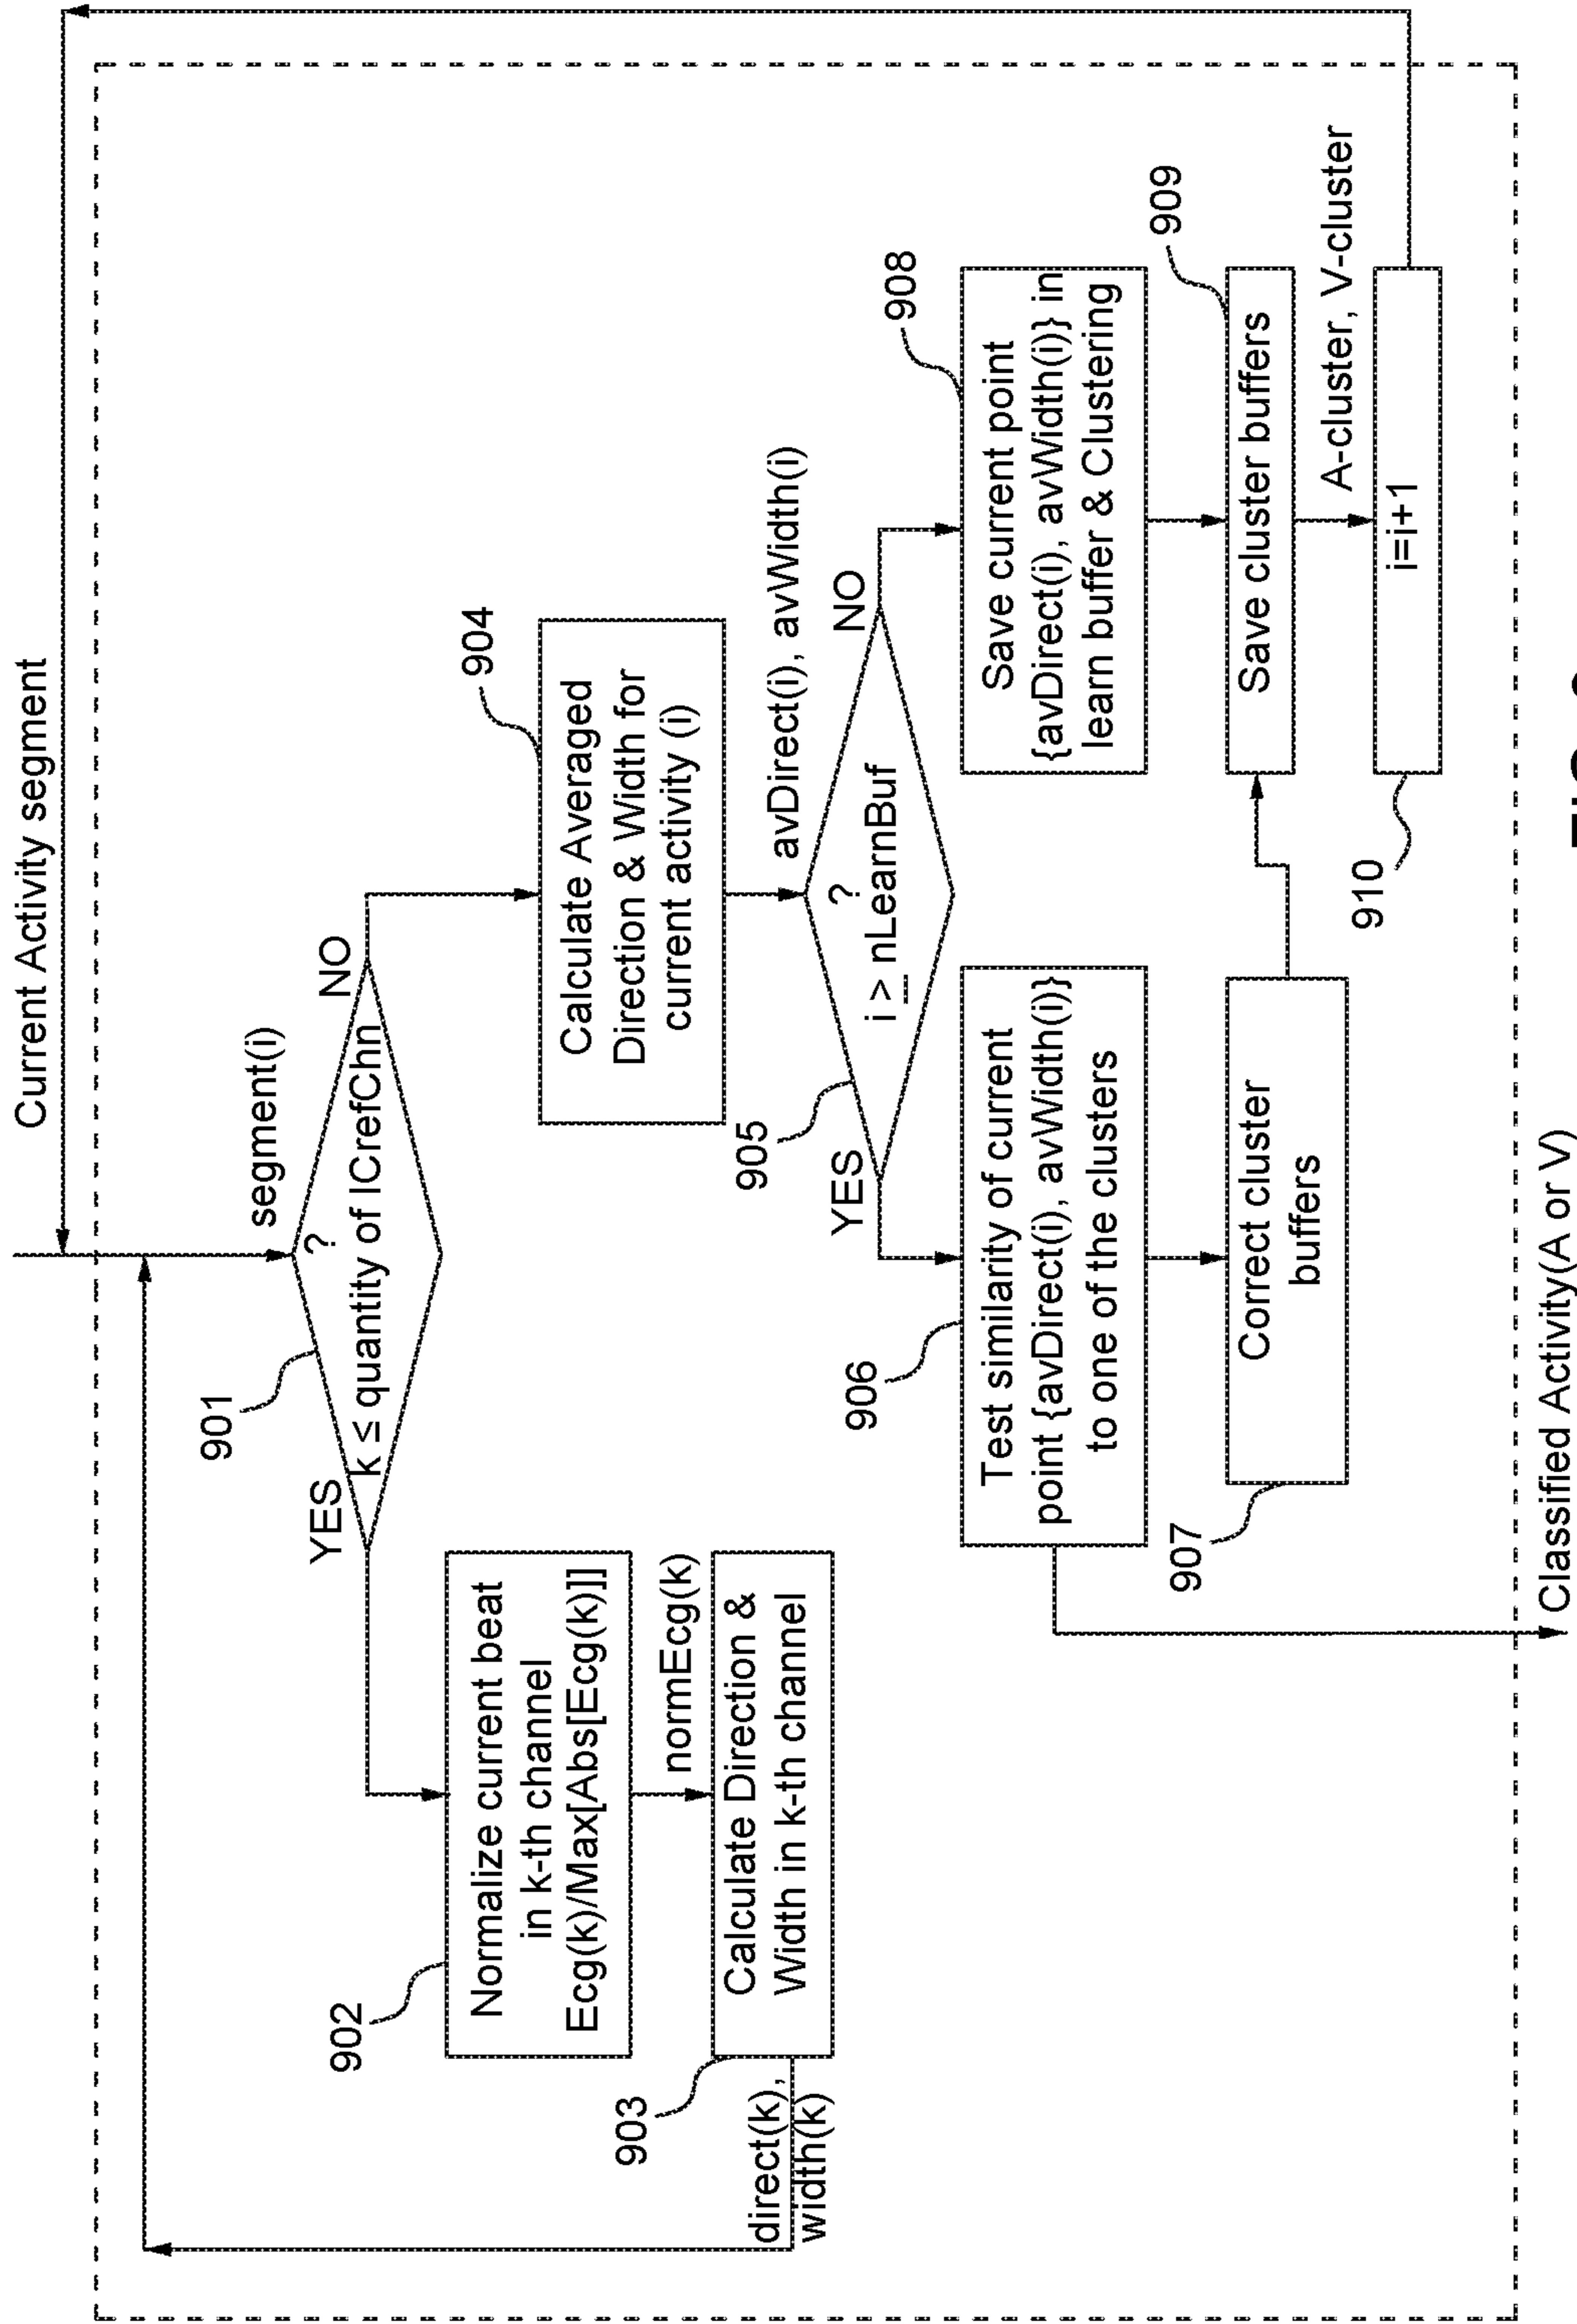 Current Activity segment
segment(i)
901
?
k ≤ quantity of ICrefChn
YES
NO
902
Normalize current beat
in k-th channel
Ecg(k)/Max[Abs[Ecg(k)]]
normEcg(k)
903
Calculate Direction &
Width in k-th channel
direct(k),
width(k)
904
Calculate Averaged
Direction & Width for
current activity (i)
avDirect(i), avWidth(i)
905
?
i ≥ nLearnBuf
YES
NO
906
Test similarity of current
point {avDirect(i), avWidth(i)}
to one of the clusters
908
Save current point
{avDirect(i), avWidth(i)} in
learn buffer & Clustering
907
Correct cluster
buffers
909
Save cluster buffers
A-cluster, V-cluster
910
i=i+1
Classified Activity(A or V)